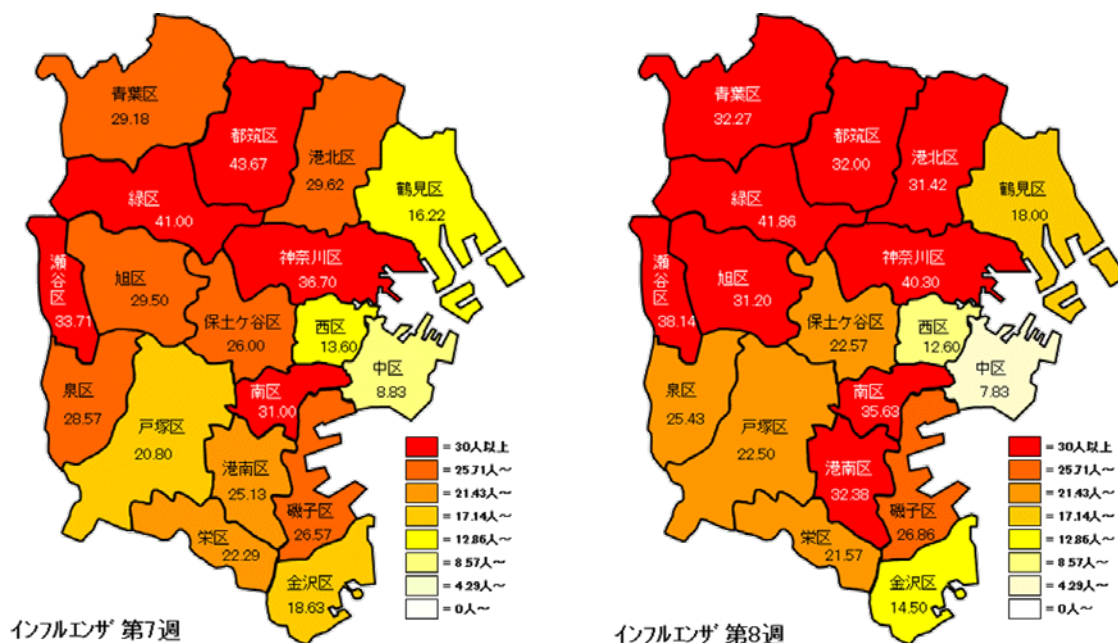 青葉区
29.18
都筑区
43.67
港北区
29.62
鶴見区
16.22
緑区
41.00
神奈川区
36.70
瀬谷区
33.71
旭区
29.50
保土ケ谷区
26.00
西区
13.60
中区
8.83
泉区
28.57
南区
31.00
戸塚区
20.80
港南区
25.13
磯子区
26.57
栄区
22.29
金沢区
18.63
=30人以上
=25.71人〜
=21.43人〜
=17.14人〜
=12.86人〜
=8.57人〜
=4.29人〜
=0人〜
インフルエンザ 第7週
青葉区
32.27
都筑区
32.00
港北区
31.42
鶴見区
18.00
緑区
41.86
神奈川区
40.30
瀬谷区
38.14
旭区
31.20
保土ケ谷区
22.57
西区
12.60
中区
7.83
泉区
25.43
南区
35.63
戸塚区
22.50
港南区
32.38
磯子区
26.86
栄区
21.57
金沢区
14.50
=30人以上
=25.71人〜
=21.43人〜
=17.14人〜
=12.86人〜
=8.57人〜
=4.29人〜
=0人〜
インフルエンザ 第8週